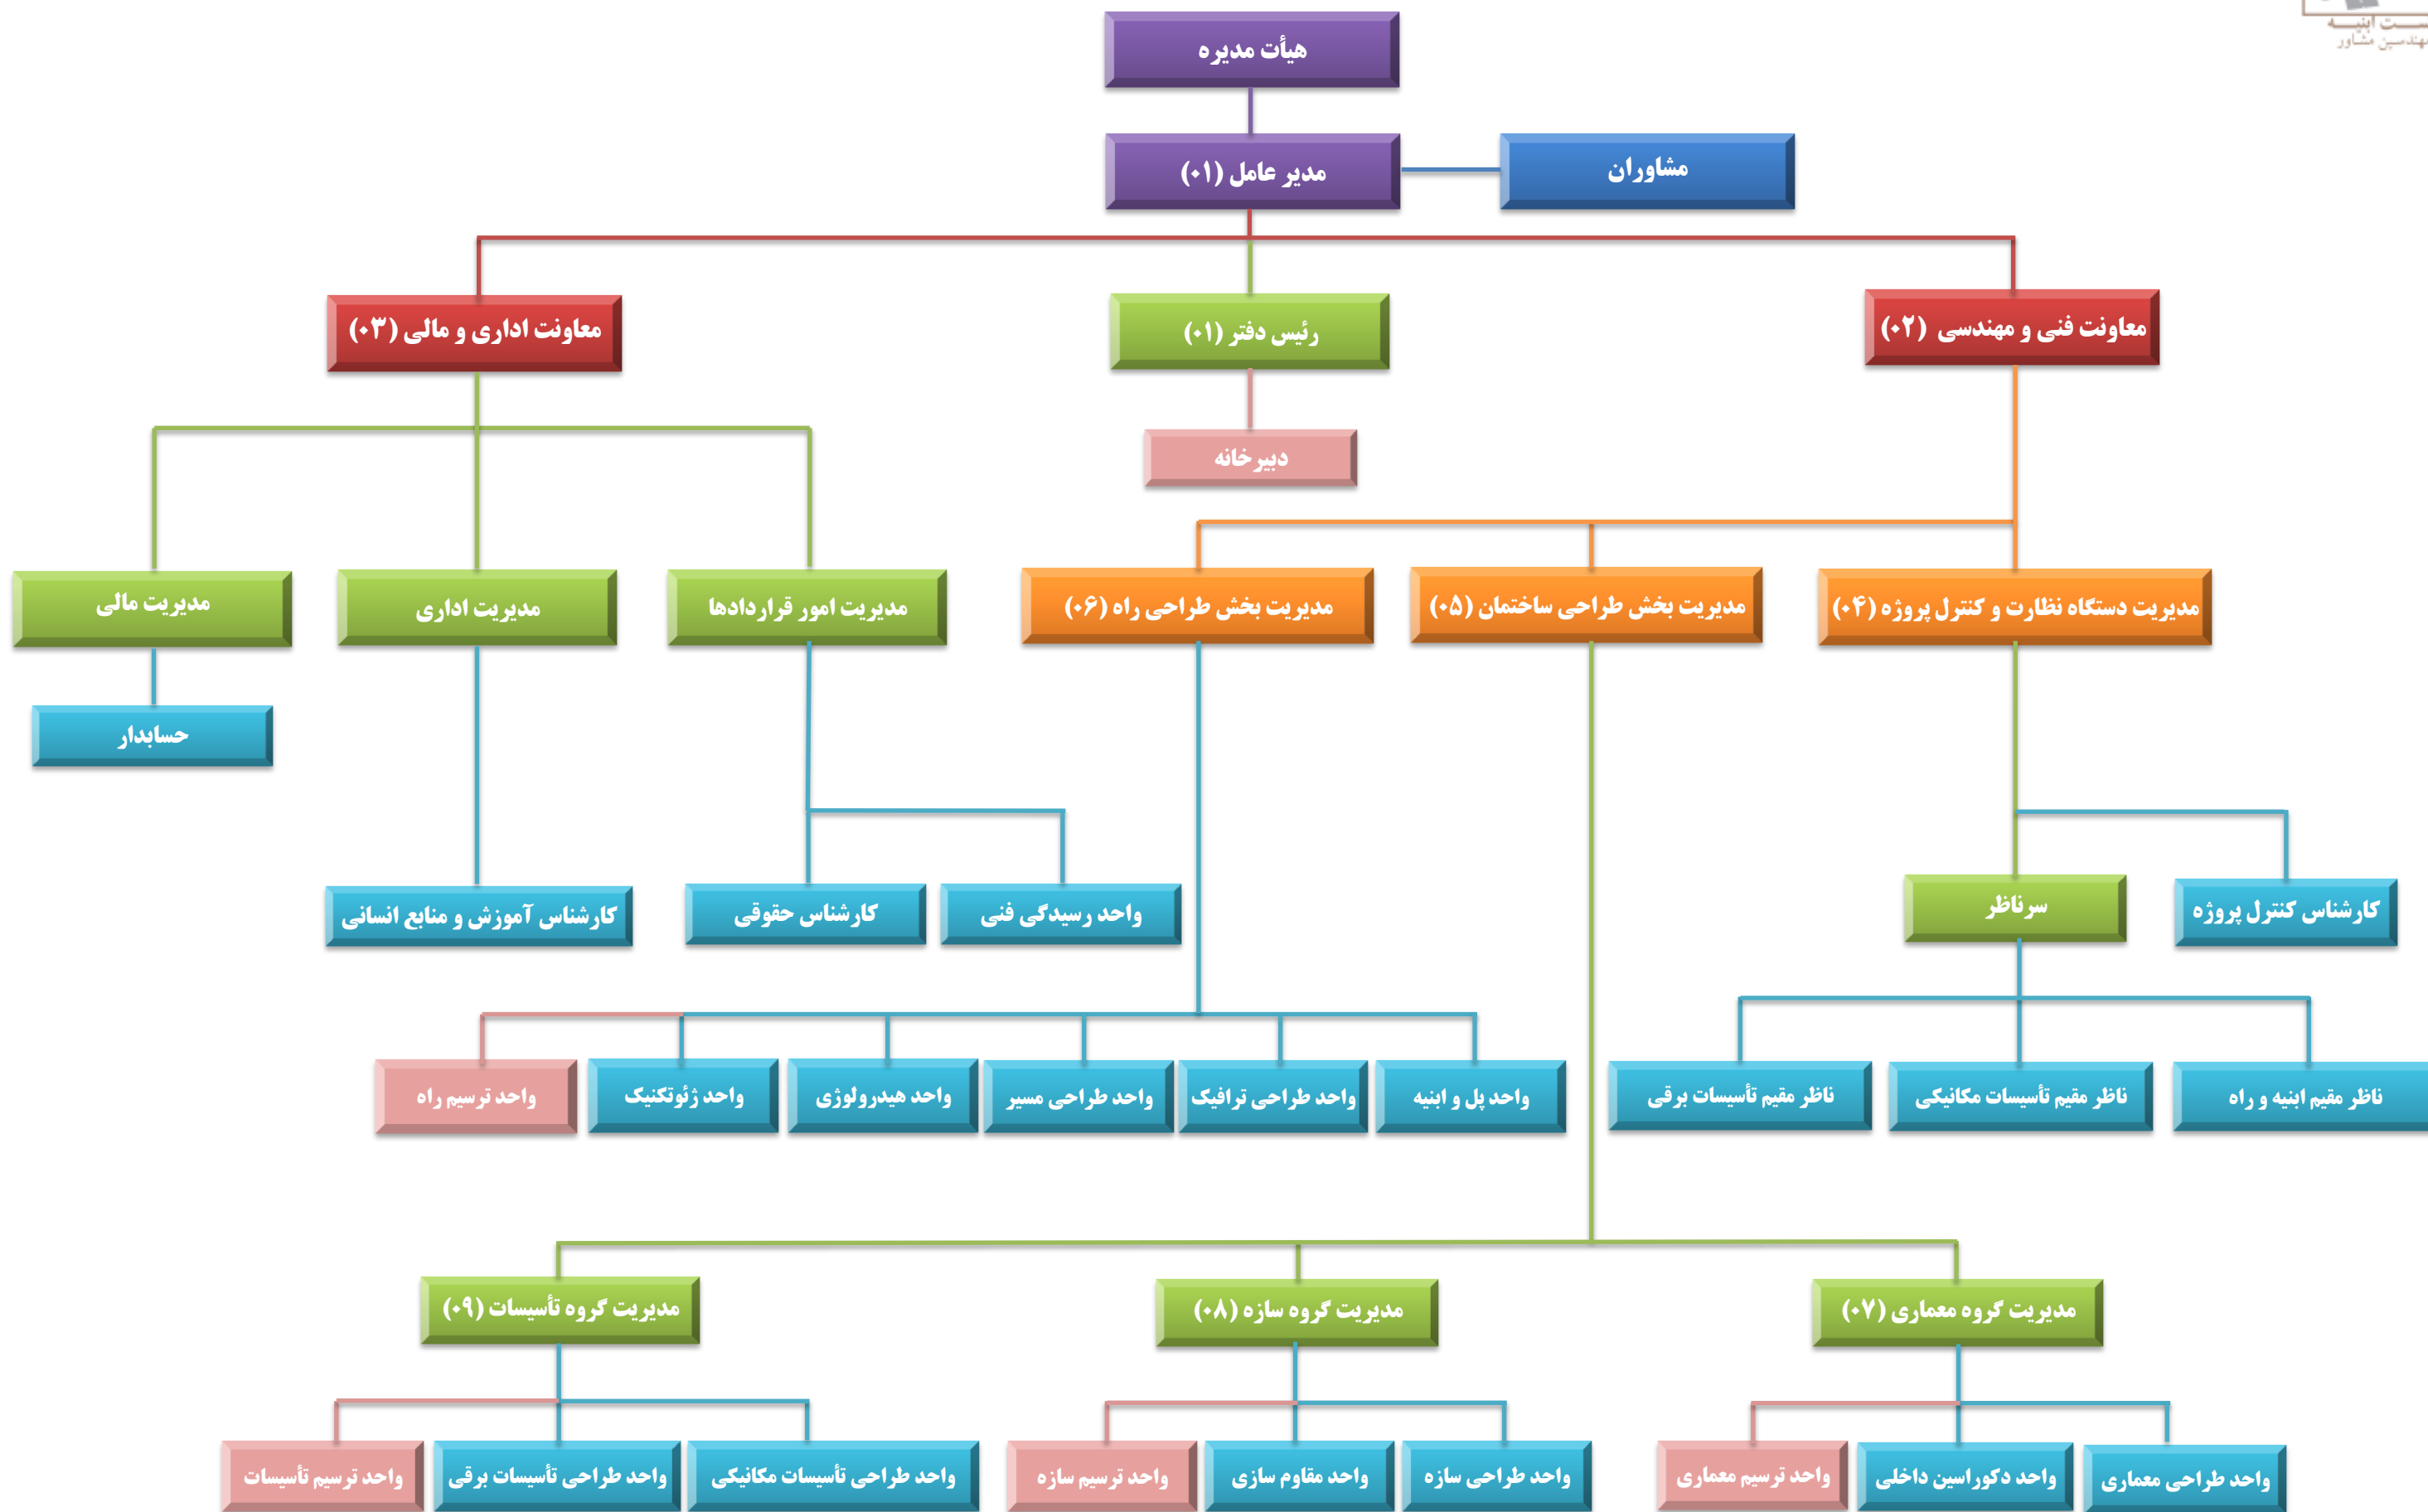 ابنیـــه
مهندسین مشاور
هیأت مدیره
مدیر عامل (۰۱)
مشاوران
معاونت فنی و مهندسی (۰۲)
رئیس دفتر (۰۱)
معاونت اداری و مالی (۰۳)
دبیرخانه
مدیریت دستگاه نظارت و کنترل پروژه (۰۴)
مدیریت بخش طراحی ساختمان (۰۵)
مدیریت بخش طراحی راه (۰۶)
مدیریت امور قراردادها
مدیریت اداری
مدیریت مالی
حسابدار
کارشناس کنترل پروژه
سرناظر
واحد رسیدگی فنی
کارشناس حقوقی
کارشناس آموزش و منابع انسانی
ناظر مقیم ابنیه و راه
ناظر مقیم تأسیسات مکانیکی
ناظر مقیم تأسیسات برقی
واحد پل و ابنیه
واحد طراحی ترافیک
واحد طراحی مسیر
واحد هیدرولوژی
واحد ژئوتکنیک
واحد ترسیم راه
مدیریت گروه معماری (۰۷)
مدیریت گروه سازه (۰۸)
مدیریت گروه تأسیسات (۰۹)
واحد طراحی معماری
واحد دکوراسین داخلی
واحد ترسیم معماری
واحد طراحی سازه
واحد مقاوم سازی
واحد ترسیم سازه
واحد طراحی تأسیسات مکانیکی
واحد طراحی تأسیسات برقی
واحد ترسیم تأسیسات